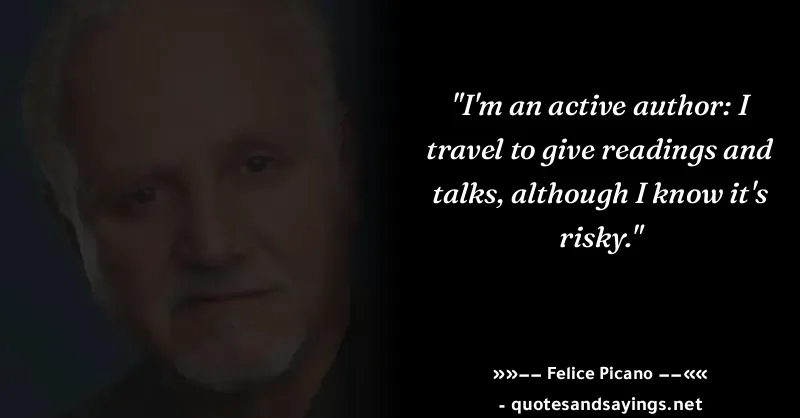 "I'm an active author: I
travel to give readings and
talks, although I know it's
risky."
»»−− Felice Picano −−««
- quotesandsayings.net